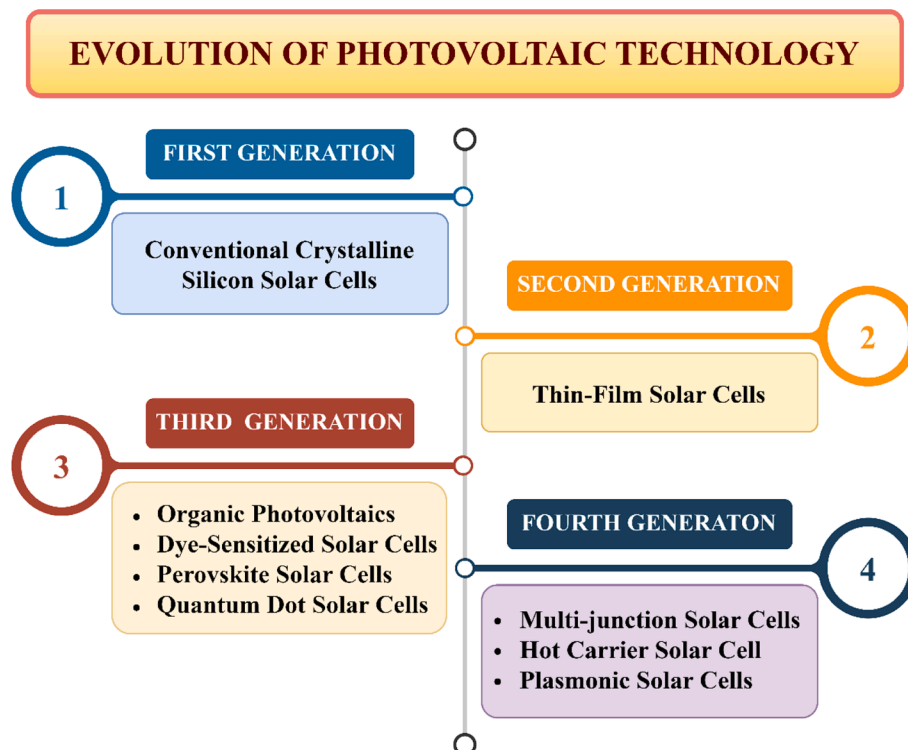 EVOLUTION OF PHOTOVOLTAIC TECHNOLOGY
FIRST GENERATION
1
Conventional Crystalline
Silicon Solar Cells
SECOND GENERATION
2
Thin-Film Solar Cells
THIRD GENERATION
3
• Organic Photovoltaics
• Dye-Sensitized Solar Cells
• Perovskite Solar Cells
• Quantum Dot Solar Cells
FOURTH GENERATON
4
• Multi-junction Solar Cells
• Hot Carrier Solar Cell
• Plasmonic Solar Cells